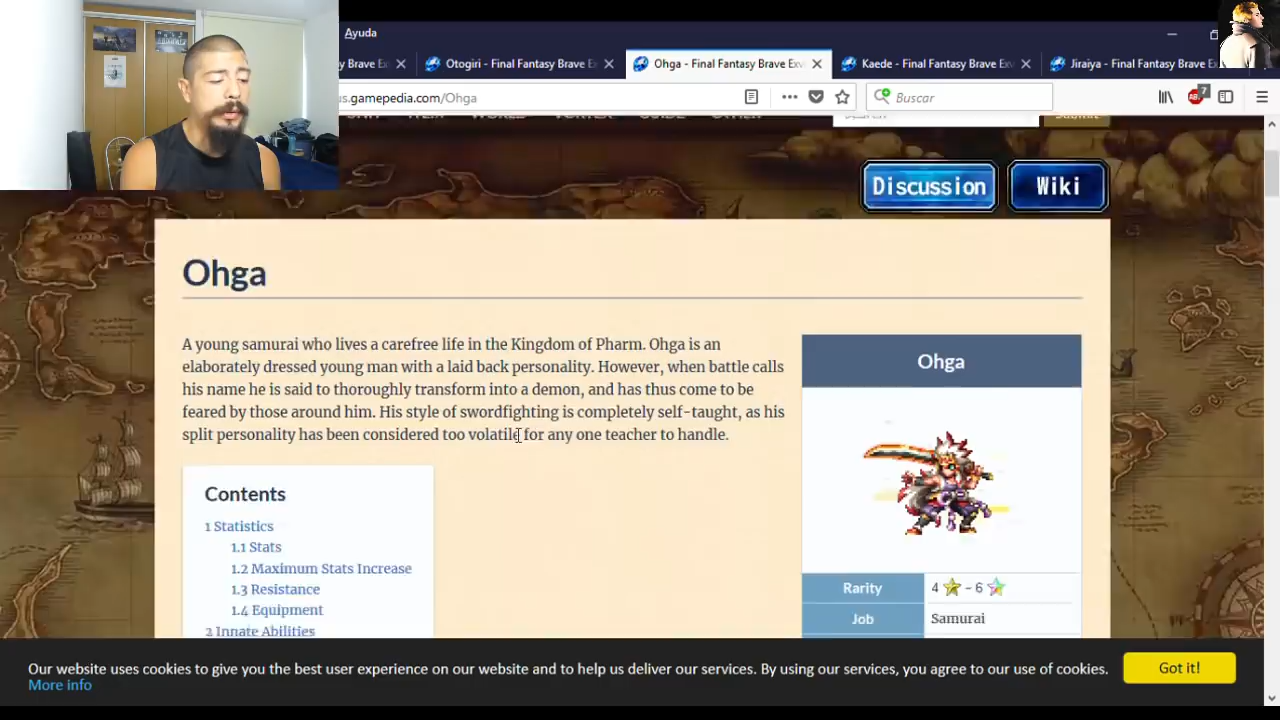 Ayuda
y Brave Ex
Otogiri - Final Fantasy Brave E
Ohga - Final Fantasy Brave Exv
Kaede - Final Fantasy Brave Exv
Jiraiya - Final Fantasy Brave Ex
s.gamepedia.com/Ohga
Buscar
7
Discussion
Wiki
Ohga
A young samurai who lives a carefree life in the Kingdom of Pharm. Ohga is an
elaborately dressed young man with a laid back personality. However, when battle calls
his name he is said to thoroughly transform into a demon, and has thus come to be
feared by those around him. His style of swordfighting is completely self-taught, as his
split personality has been considered too volatile for any one teacher to handle.
Ohga
Contents
1 Statistics
1.1 Stats
1.2 Maximum Stats Increase
1.3 Resistance
1.4 Equipment
2 Innate Abilities
Rarity
4 - 6
Job
Samurai
Our website uses cookies to give you the best user experience on our website and to help us deliver our services. By using our services, you agree to our use of cookies.
More info
Got it!